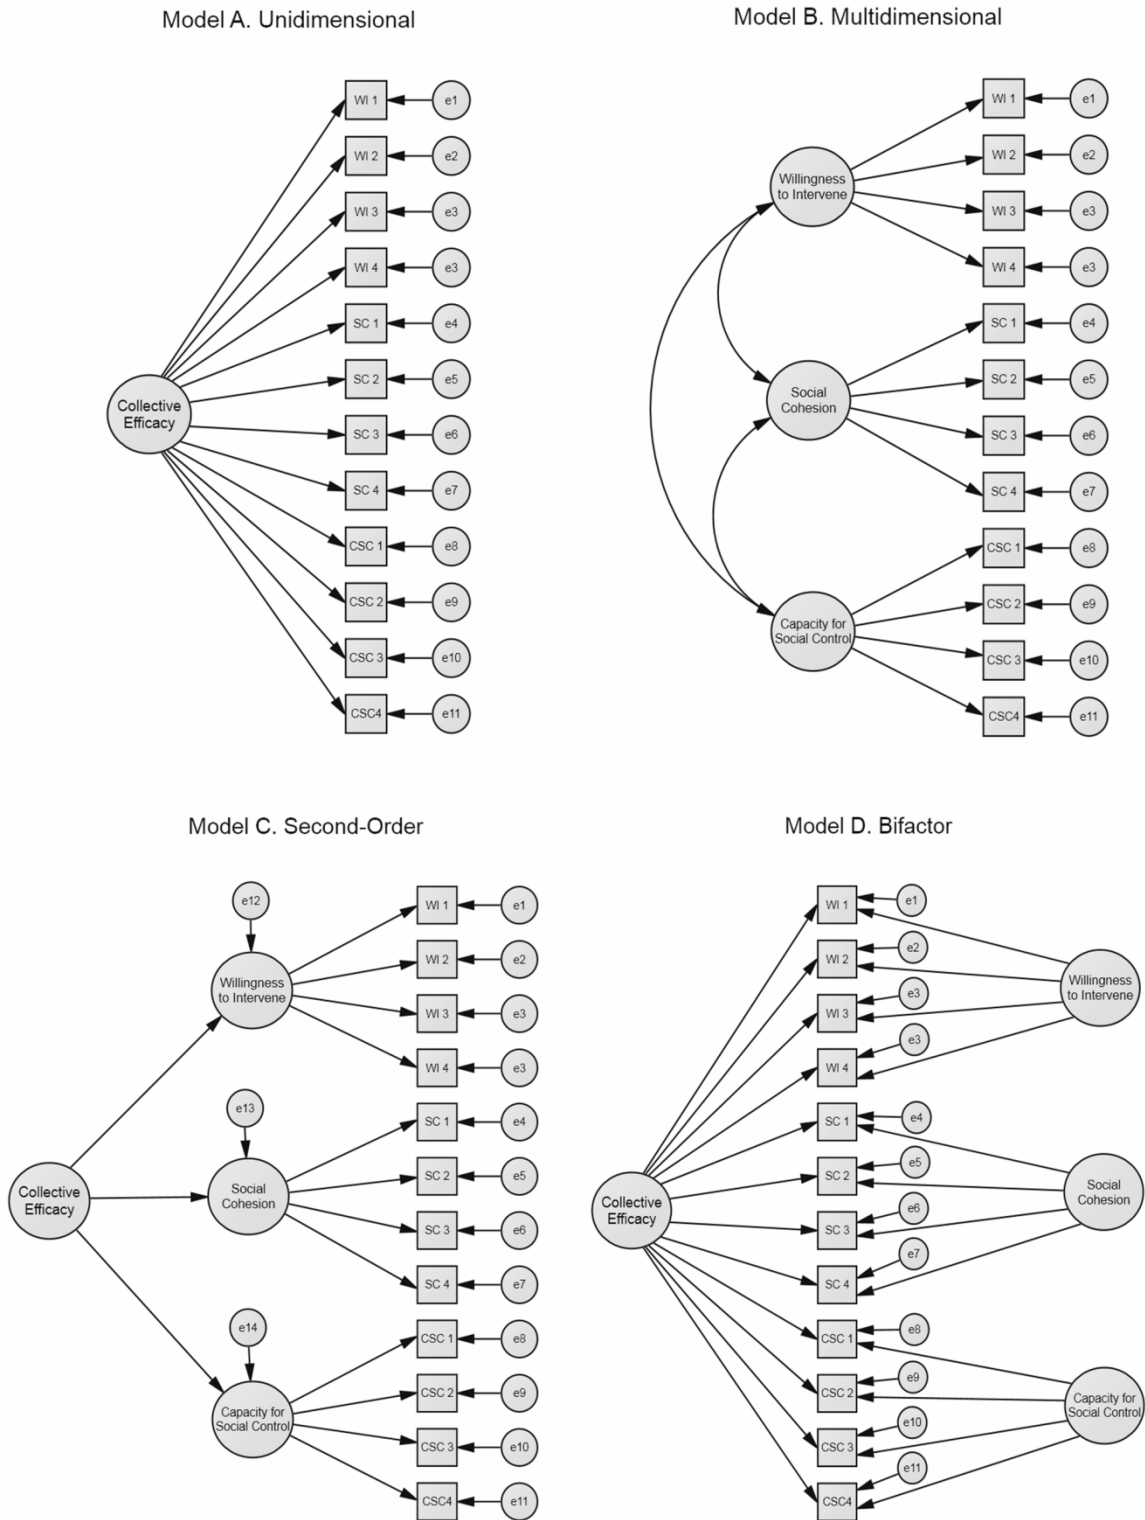 Model A. Unidimensional
WI 1
e1
WI 2
e2
WI 3
e3
WI 4
e3
SC 1
e4
SC 2
e5
Collective
Efficacy
SC 3
e6
SC 4
e7
CSC 1
e8
CSC 2
e9
CSC 3
e10
CSC4
e11
Model B. Multidimensional
WI 1
e1
WI 2
e2
Willingness
to Intervene
WI 3
e3
WI 4
e3
SC 1
e4
SC 2
e5
Social
Cohesion
SC 3
e6
SC 4
e7
CSC 1
e8
CSC 2
e9
Capacity for
Social Control
CSC 3
e10
CSC4
e11
Model C. Second-Order
e12
WI 1
e1
WI 2
e2
Willingness
to Intervene
WI 3
e3
WI 4
e3
e13
SC 1
e4
SC 2
e5
Collective
Efficacy
Social
Cohesion
SC 3
e6
SC 4
e7
e14
CSC 1
e8
CSC 2
e9
Capacity for
Social Control
CSC 3
e10
CSC4
e11
Model D. Bifactor
WI 1
e1
WI 2
e2
Willingness
to Intervene
WI 3
e3
WI 4
e3
SC 1
e4
SC 2
e5
Collective
Efficacy
Social
Cohesion
SC 3
e6
SC 4
e7
CSC 1
e8
CSC 2
e9
Capacity for
Social Control
CSC 3
e10
CSC4
e11